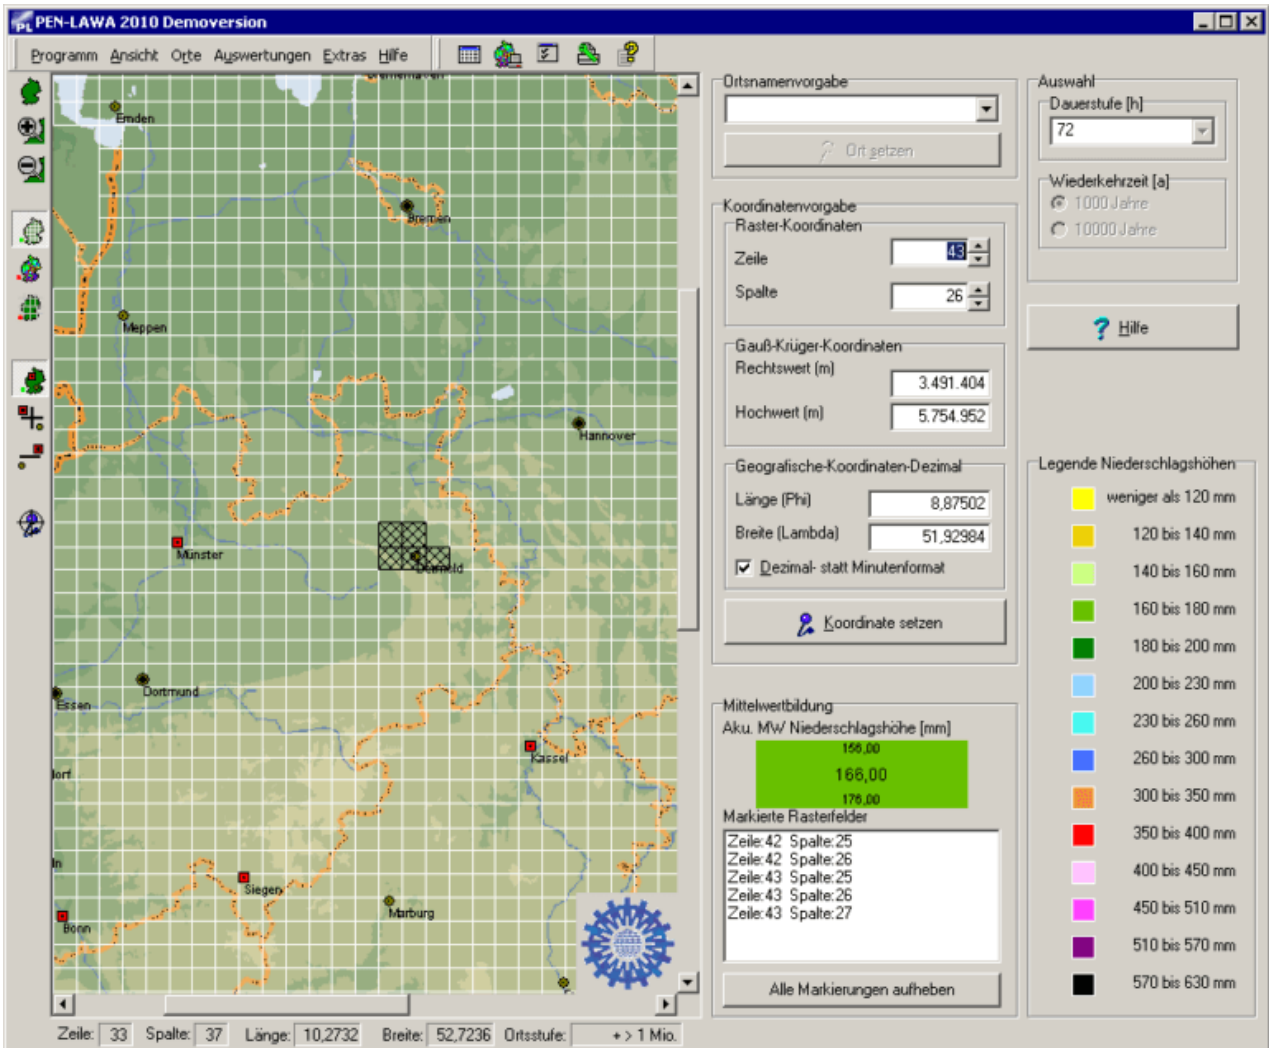 PEN-LAWA 2010 Demoversion
Programm Ansicht Orte Auswertungen Extras Hilfe
Emden
Bremen
Meppen
Hannover
Münster
Detmold
Dortmund
Essen
Kassel
dorf
ln
Siegen
Marburg
Bonn
Zeile: 33 Spalte: 37 Länge: 10,2732 Breite: 52,7236 Ortsstufe: + > 1 Mio.
Ortsnamenvorgabe
Ort setzen
Koordinatenvorgabe
Raster-Koordinaten
Zeile 43
Spalte 26
Gauß-Krüger-Koordinaten
Rechtswert (m)
3.491.404
Hochwert (m)
5.754.952
Geografische-Koordinaten-Dezimal
Länge (Phi) 8,87502
Breite (Lambda) 51,92984
Dezimal- statt Minutenformat
Koordinate setzen
Mittelwertbildung
Aku. MW Niederschlagshöhe [mm]
156,00
166,00
176,00
Markierte Rasterfelder
Zeile:42 Spalte:25
Zeile:42 Spalte:26
Zeile:43 Spalte:25
Zeile:43 Spalte:26
Zeile:43 Spalte:27
Alle Markierungen aufheben
Auswahl
Dauerstufe [h]
72
Wiederkehrzeit [a]
1000 Jahre
10000 Jahre
Hilfe
Legende Niederschlagshöhen
weniger als 120 mm
120 bis 140 mm
140 bis 160 mm
160 bis 180 mm
180 bis 200 mm
200 bis 230 mm
230 bis 260 mm
260 bis 300 mm
300 bis 350 mm
350 bis 400 mm
400 bis 450 mm
450 bis 510 mm
510 bis 570 mm
570 bis 630 mm